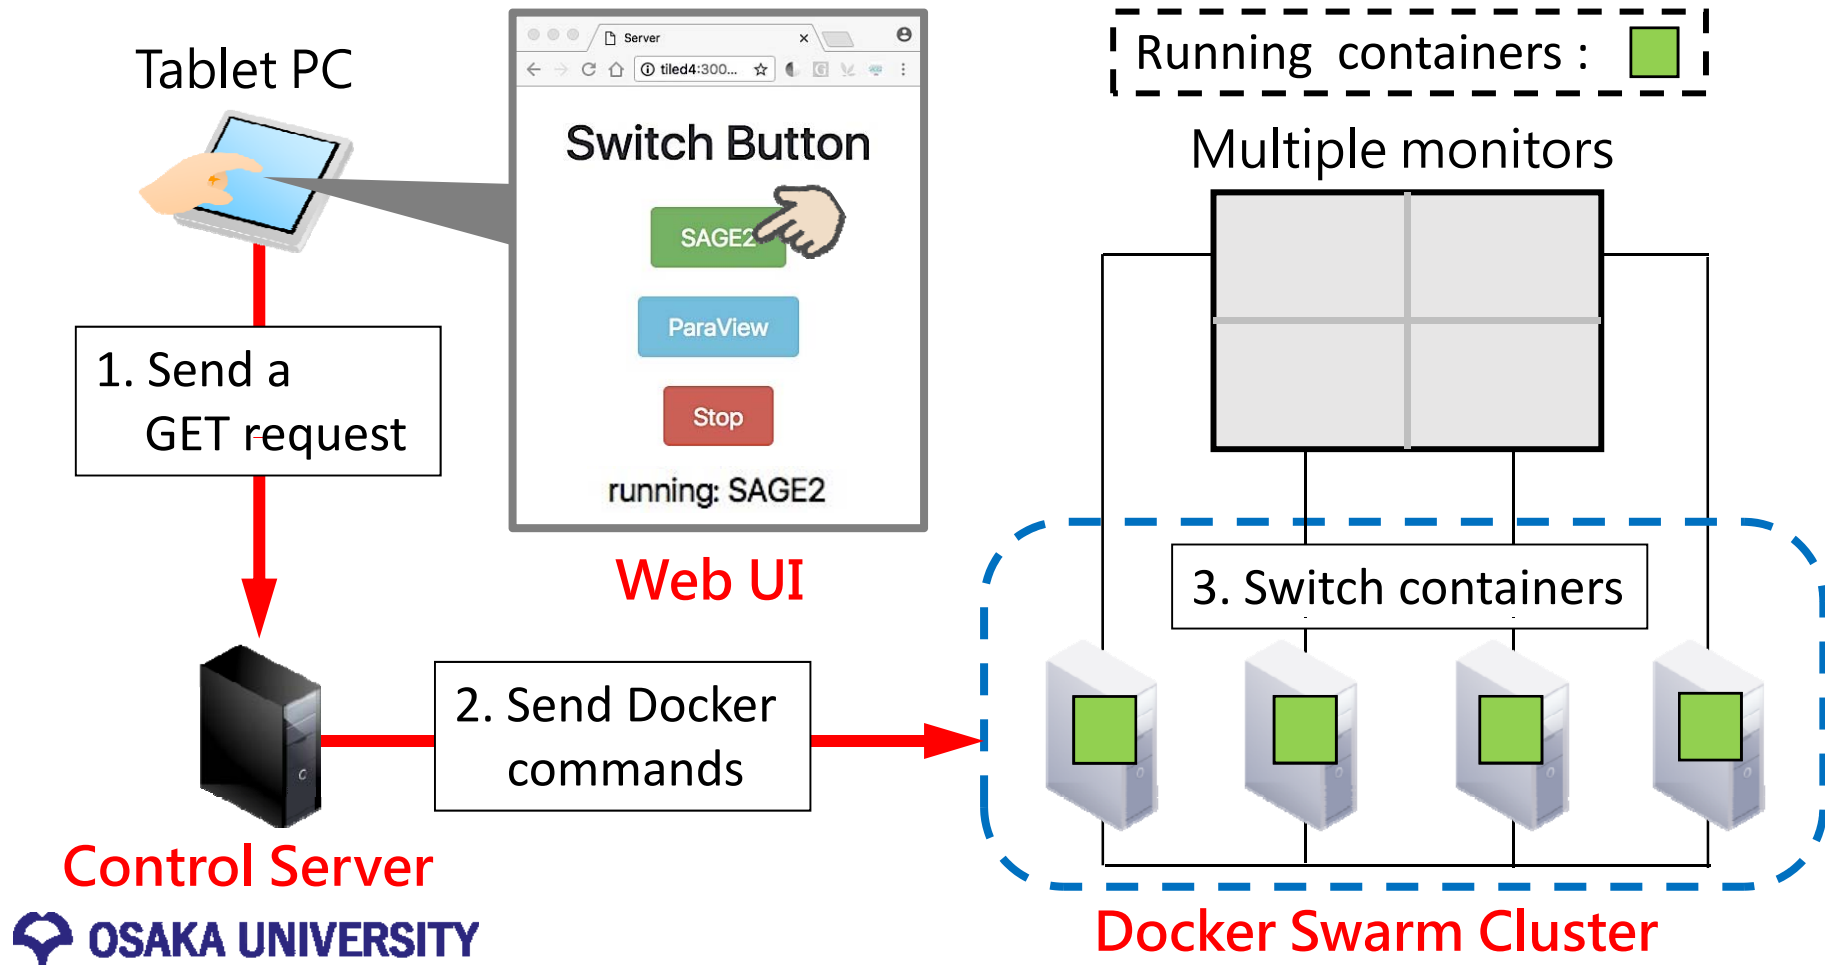 Tablet PC
Server
tiled4:300...
Switch Button
SAGE2
ParaView
Stop
running: SAGE2
Web UI
1. Send a
GET request
Control Server
2. Send Docker
commands
Running containers :
Multiple monitors
3. Switch containers
Docker Swarm Cluster
OSAKA UNIVERSITY